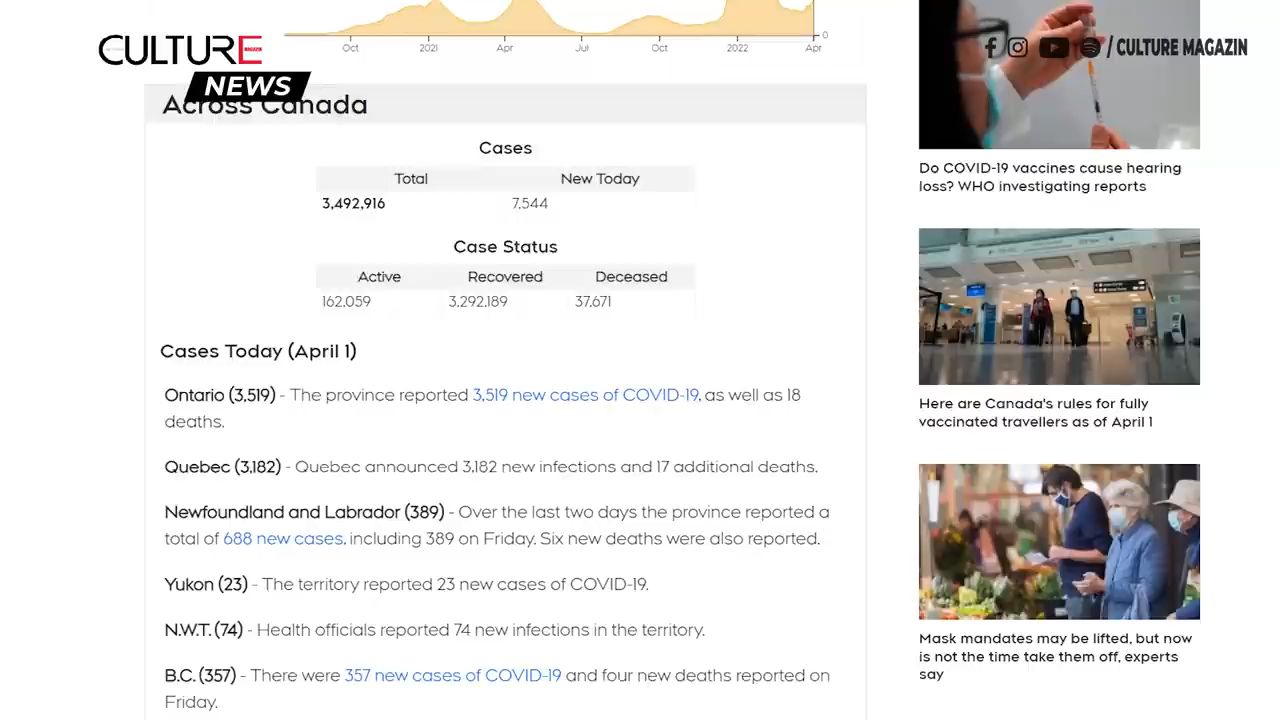 CULTURE
NEWS
/ CULTURE MAGAZIN
Oct 2021 Apr Jul Oct 2022 Apr
0
Across Canada
Cases
Total New Today
3,492,916 7,544
Case Status
Active Recovered Deceased
162,059 3,292,189 37,671
Cases Today (April 1)
Ontario (3,519) - The province reported 3,519 new cases of COVID-19, as well as 18
deaths.
Quebec (3,182) - Quebec announced 3,182 new infections and 17 additional deaths.
Newfoundland and Labrador (389) - Over the last two days the province reported a
total of 688 new cases, including 389 on Friday. Six new deaths were also reported.
Yukon (23) - The territory reported 23 new cases of COVID-19.
N.W.T. (74) - Health officials reported 74 new infections in the territory.
B.C. (357) - There were 357 new cases of COVID-19 and four new deaths reported on
Friday.
Do COVID-19 vaccines cause hearing
loss? WHO investigating reports
Here are Canada's rules for fully
vaccinated travellers as of April 1
Mask mandates may be lifted, but now
is not the time take them off, experts
say